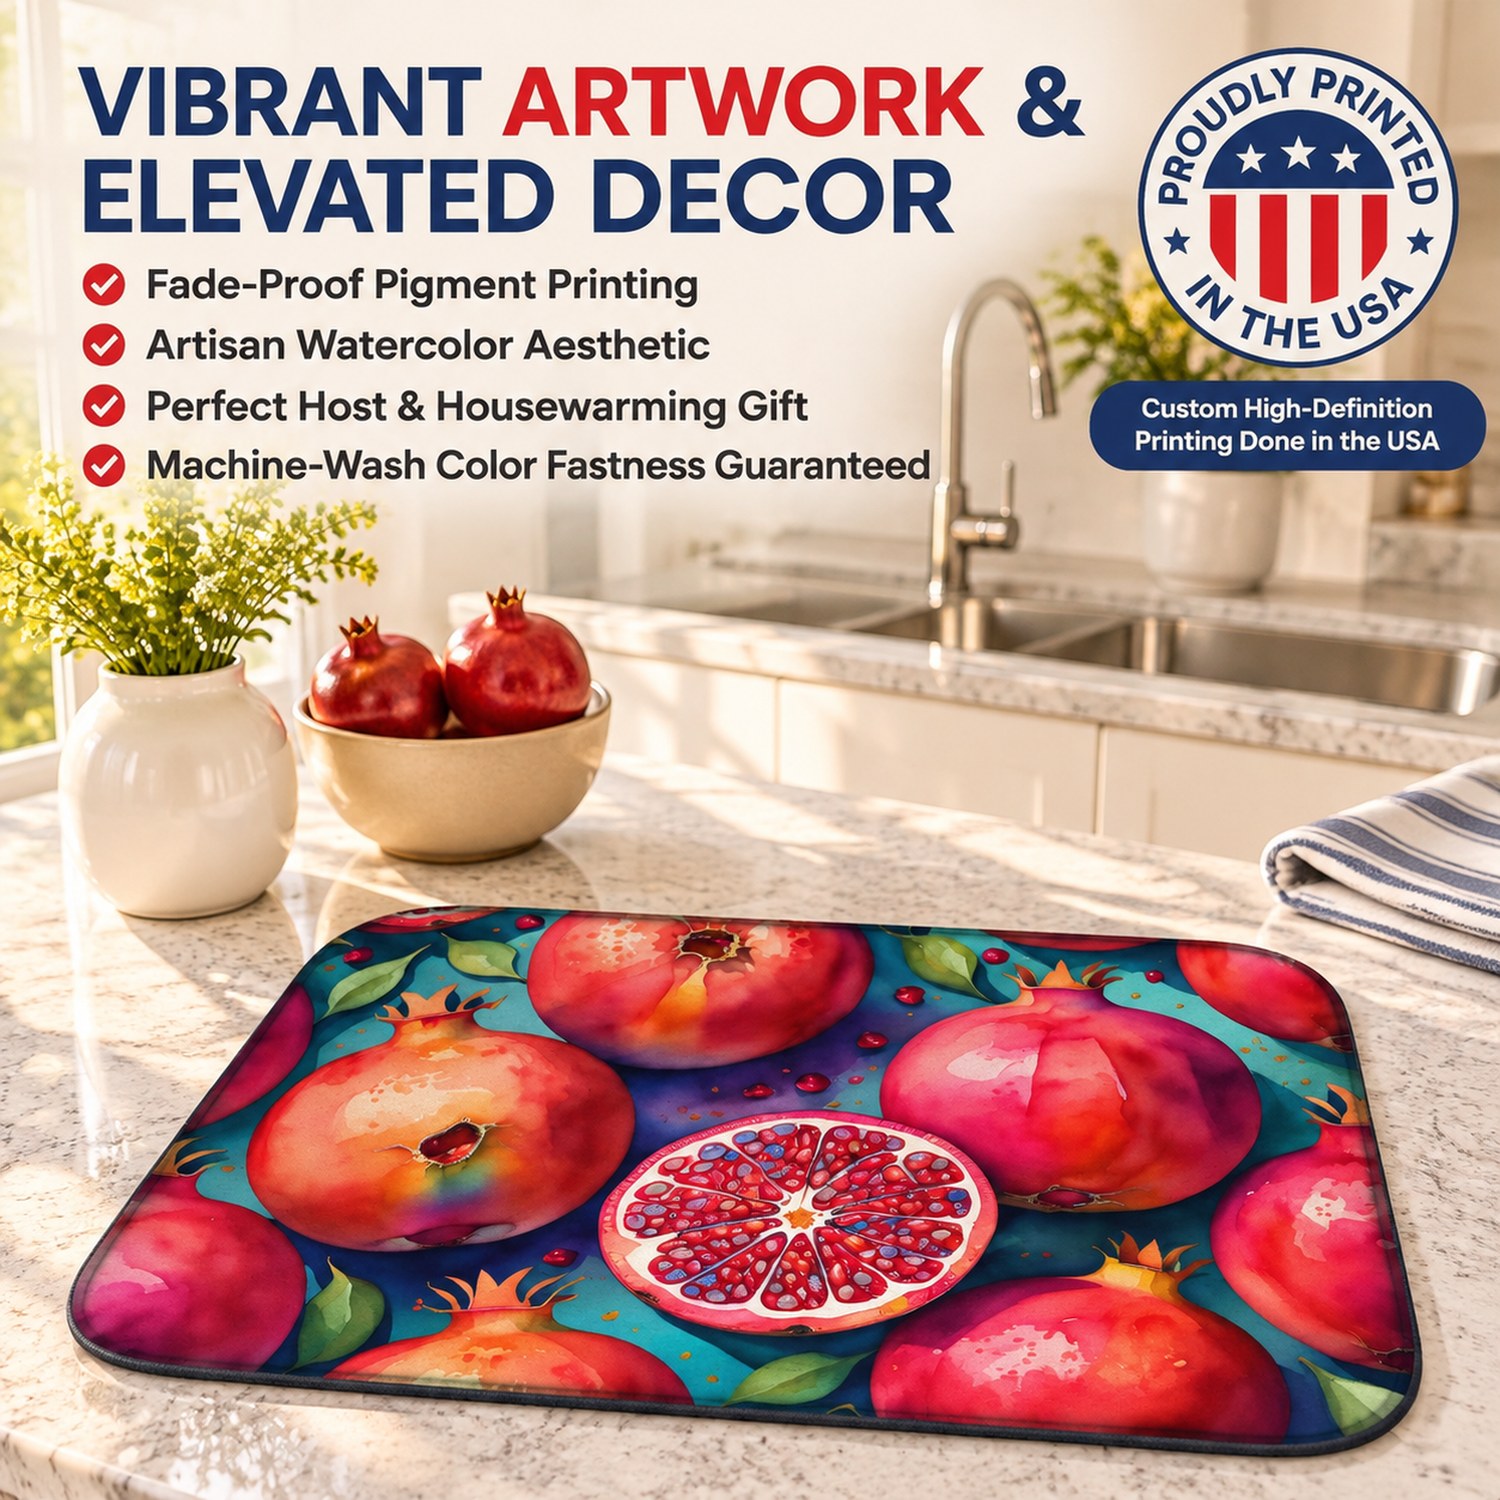 VIBRANT ARTWORK &
ELEVATED DECOR
Fade-Proof Pigment Printing
Artisan Watercolor Aesthetic
Perfect Host & Housewarming Gift
Machine-Wash Color Fastness Guaranteed
PROUDLY PRINTED
IN THE USA
Custom High-Definition
Printing Done in the USA